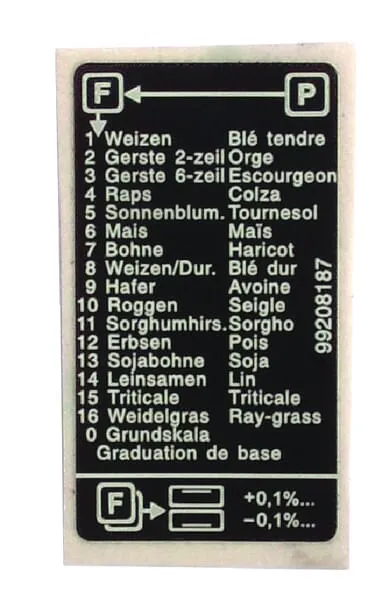 F P
1 Weizen Blé tendre
2 Gerste 2-zeil Orge
3 Gerste 6-zeil Escourgeon
4 Raps Colza
5 Sonnenblum. Tournesol
6 Mais Maïs
7 Bohne Haricot
8 Weizen/Dur. Blé dur
9 Hafer Avoine
10 Roggen Seigle
11 Sorghumhirs. Sorgho
12 Erbsen Pois
13 Sojabohne Soja
14 Leinsamen Lin
15 Triticale Triticale
16 Weidelgras Ray-grass
0 Grundskala
Graduation de base
99208187
F +0,1%...
−0,1%...